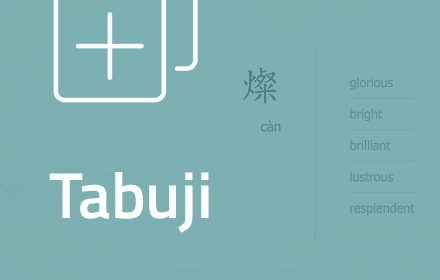 燦
càn
glorious
bright
brilliant
lustrous
resplendent
Tabuji